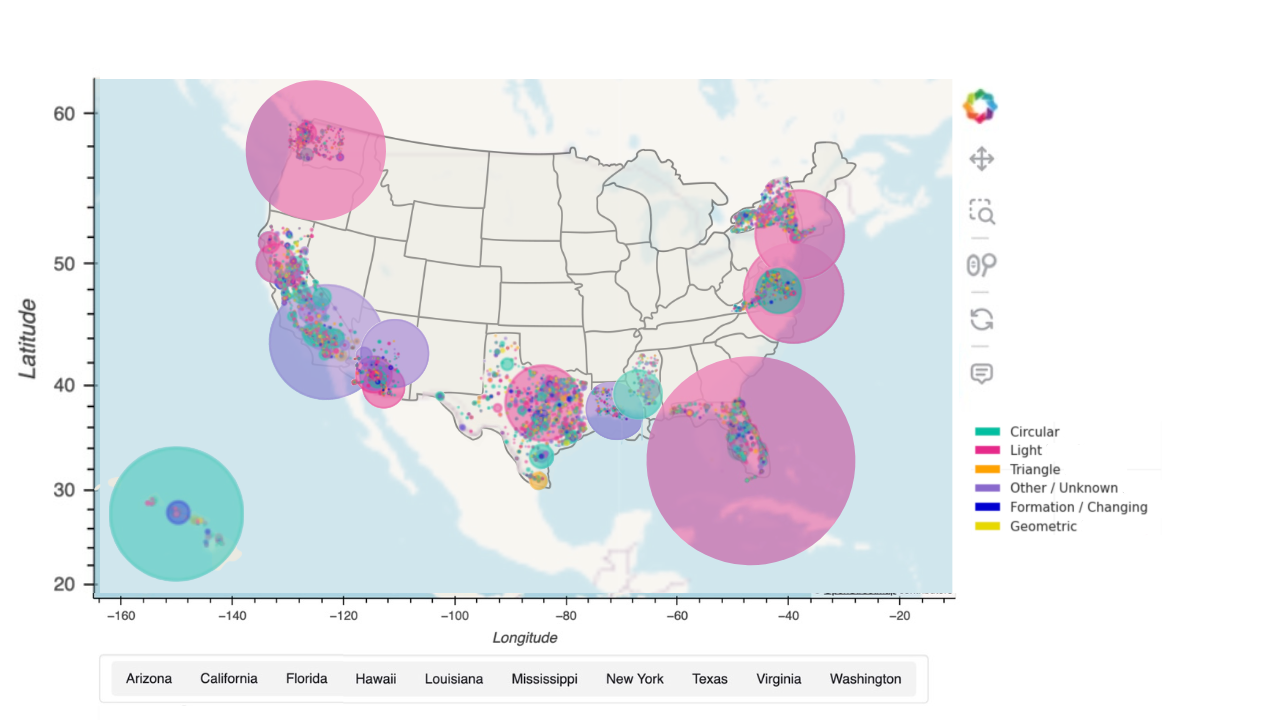 60
50
40
30
20
Latitude
−160 −140 −120 −100 −80 −60 −40 −20
Longitude
Circular
Light
Triangle
Other / Unknown
Formation / Changing
Geometric
Arizona California Florida Hawaii Louisiana Mississippi New York Texas Virginia Washington